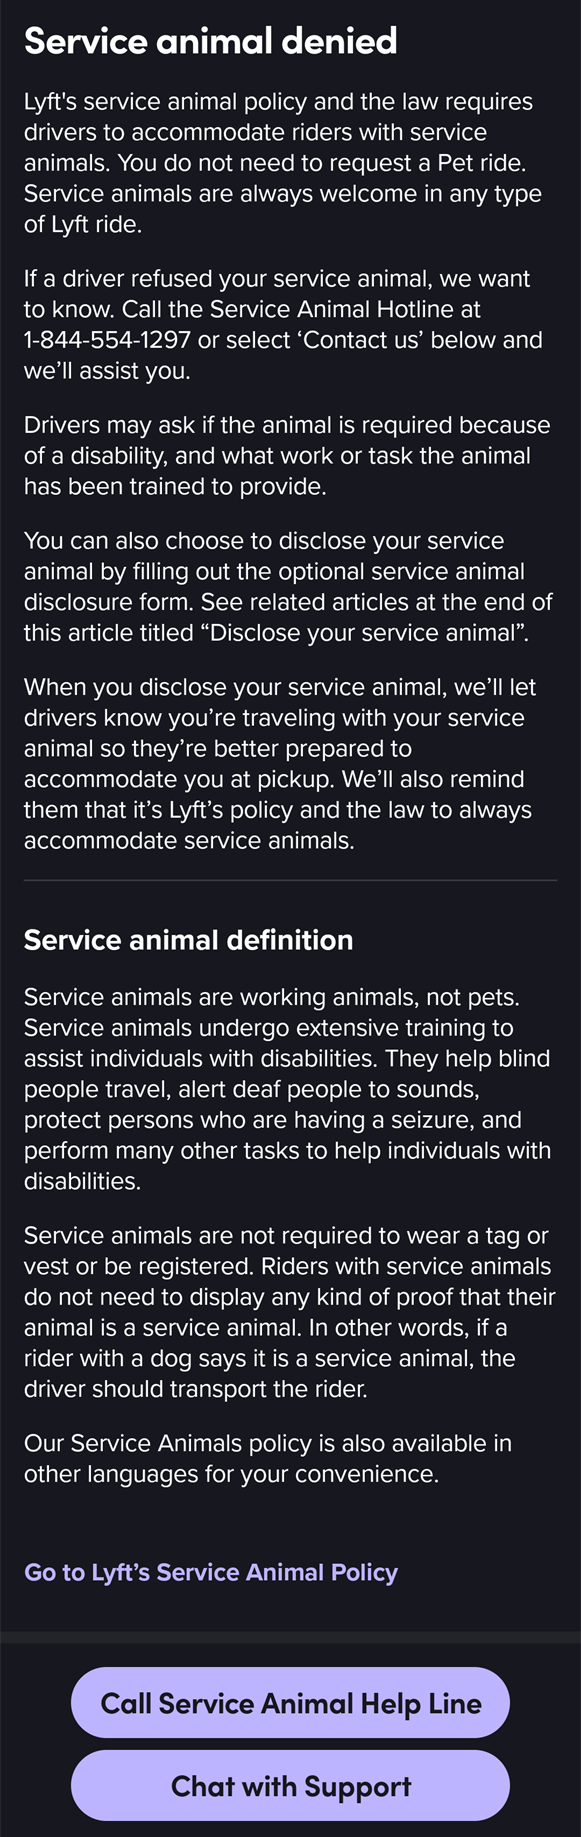 Service animal denied
Lyft's service animal policy and the law requires
drivers to accommodate riders with service
animals. You do not need to request a Pet ride.
Service animals are always welcome in any type
of Lyft ride.
If a driver refused your service animal, we want
to know. Call the Service Animal Hotline at
1-844-554-1297 or select ‘Contact us’ below and
we’ll assist you.
Drivers may ask if the animal is required because
of a disability, and what work or task the animal
has been trained to provide.
You can also choose to disclose your service
animal by filling out the optional service animal
disclosure form. See related articles at the end of
this article titled “Disclose your service animal”.
When you disclose your service animal, we’ll let
drivers know you’re traveling with your service
animal so they’re better prepared to
accommodate you at pickup. We’ll also remind
them that it’s Lyft’s policy and the law to always
accommodate service animals.
Service animal definition
Service animals are working animals, not pets.
Service animals undergo extensive training to
assist individuals with disabilities. They help blind
people travel, alert deaf people to sounds,
protect persons who are having a seizure, and
perform many other tasks to help individuals with
disabilities.
Service animals are not required to wear a tag or
vest or be registered. Riders with service animals
do not need to display any kind of proof that their
animal is a service animal. In other words, if a
rider with a dog says it is a service animal, the
driver should transport the rider.
Our Service Animals policy is also available in
other languages for your convenience.
Go to Lyft’s Service Animal Policy
Call Service Animal Help Line
Chat with Support